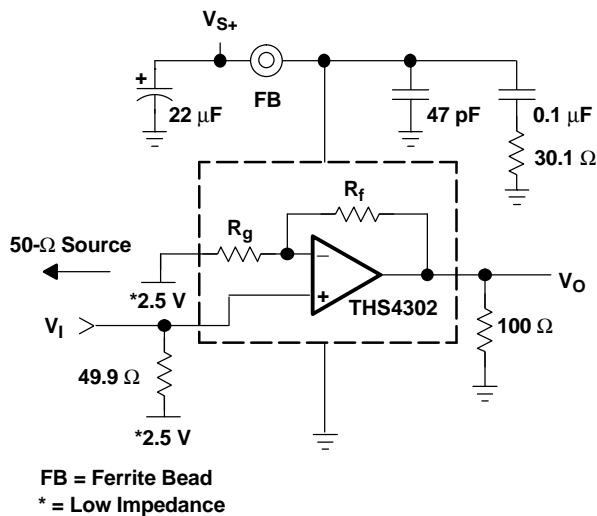 VS+
+
22 µF
FB
47 pF
0.1 µF
30.1 Ω
Rf
Rg
50-Ω Source
*2.5 V
−
+
THS4302
VO
VI
100 Ω
49.9 Ω
*2.5 V
FB = Ferrite Bead
* = Low Impedance